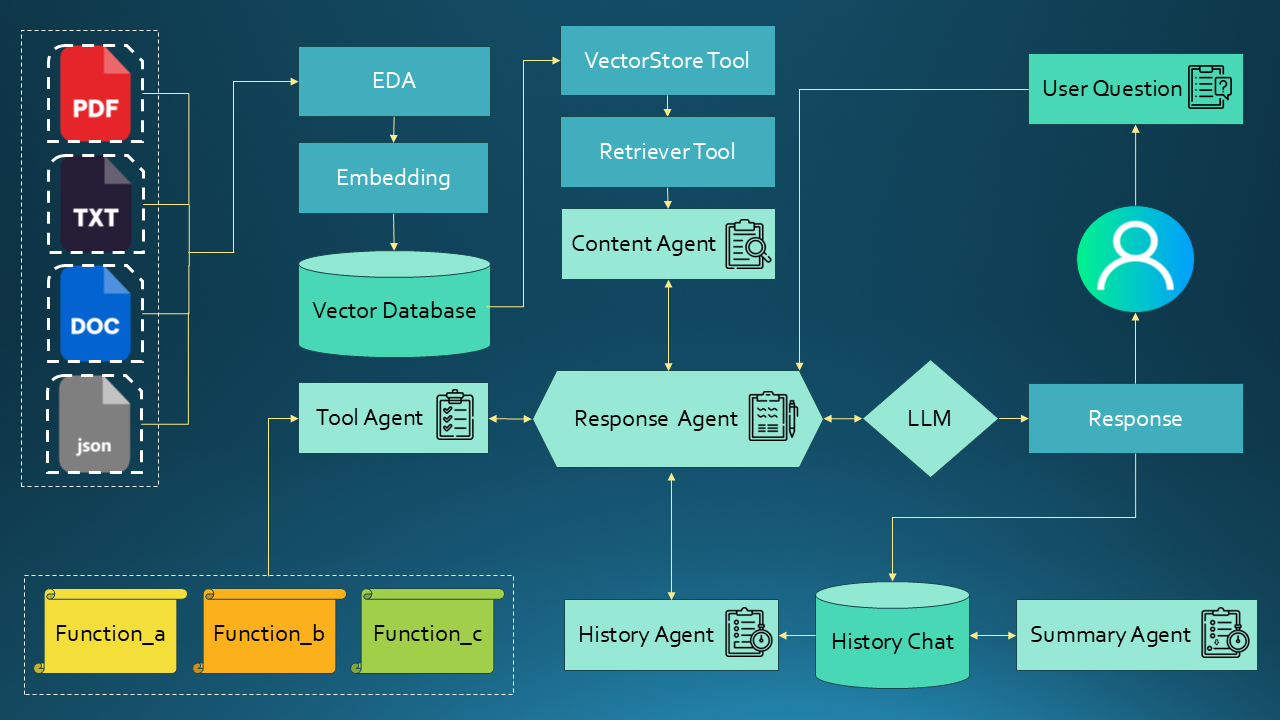 PDF
TXT
DOC
json
EDA
Embedding
Vector Database
VectorStore Tool
Retriever Tool
Content Agent
User Question
Tool Agent
Response Agent
LLM
Response
Function_a
Function_b
Function_c
History Agent
History Chat
Summary Agent